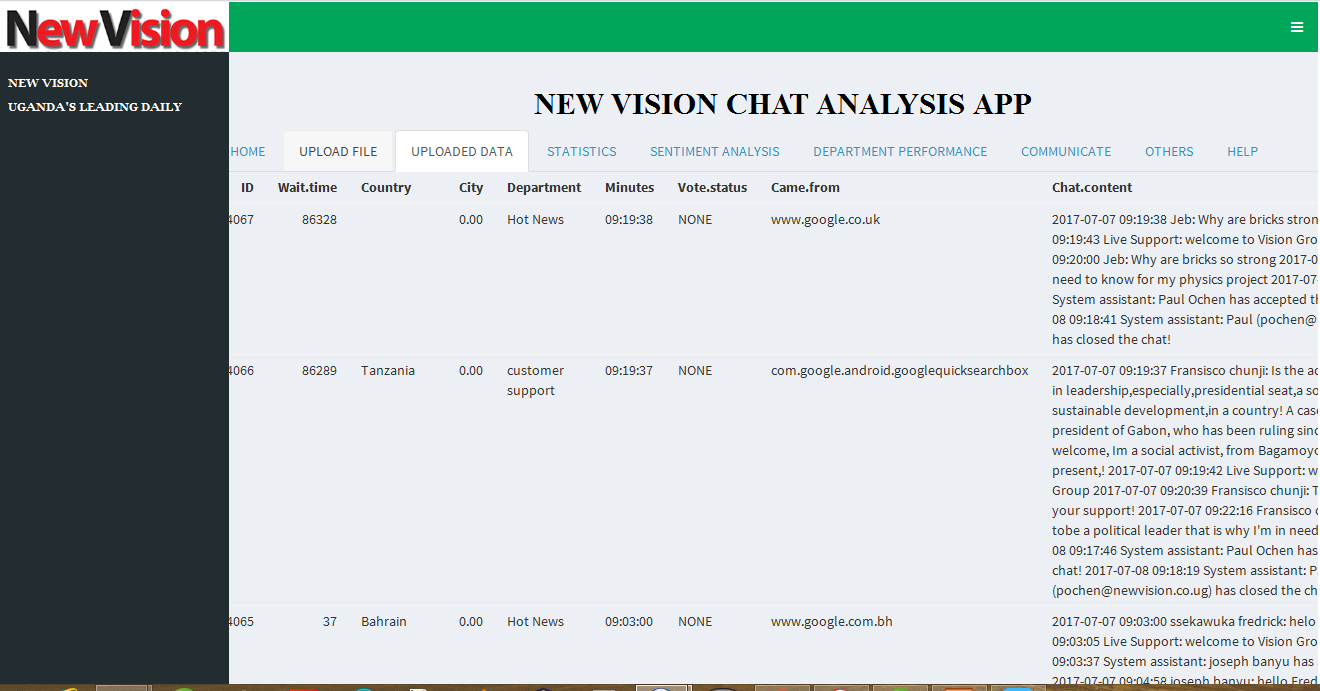 New Vision
NEW VISION
UGANDA'S LEADING DAILY
NEW VISION CHAT ANALYSIS APP
HOME UPLOAD FILE UPLOADED DATA STATISTICS SENTIMENT ANALYSIS DEPARTMENT PERFORMANCE COMMUNICATE OTHERS HELP
ID Wait.time Country City Department Minutes Vote.status Came.from Chat.content
4067 86328 0.00 Hot News 09:19:38 NONE www.google.co.uk 2017-07-07 09:19:38 Jeb: Why are bricks stron
09:19:43 Live Support: welcome to Vision Gro
09:20:00 Jeb: Why are bricks so strong 2017-0
need to know for my physics project 2017-07
System assistant: Paul Ochen has accepted th
08 09:18:41 System assistant: Paul (pochen@
has closed the chat!
4066 86289 Tanzania 0.00 customer 09:19:37 NONE com.google.android.googlequicksearchbox 2017-07-07 09:19:37 Fransisco chunji: Is the ac
support in leadership,especially,presidential seat,a so
sustainable development,in a country! A case
president of Gabon, who has been ruling sinc
welcome, Im a social activist, from Bagamoyo
present,! 2017-07-07 09:19:42 Live Support: w
Group 2017-07-07 09:20:39 Fransisco chunji: T
your support! 2017-07-07 09:22:16 Fransisco c
tobe a political leader that is why I'm in need
08 09:17:46 System assistant: Paul Ochen has
chat! 2017-07-08 09:18:19 System assistant: P
(pochen@newvision.co.ug) has closed the ch
4065 37 Bahrain 0.00 Hot News 09:03:00 NONE www.google.com.bh 2017-07-07 09:03:00 ssekawuka fredrick: helo
09:03:05 Live Support: welcome to Vision Gro
09:03:37 System assistant: joseph banyu has
2017-07-07 09:04:58 joseph banyu: hello Fred